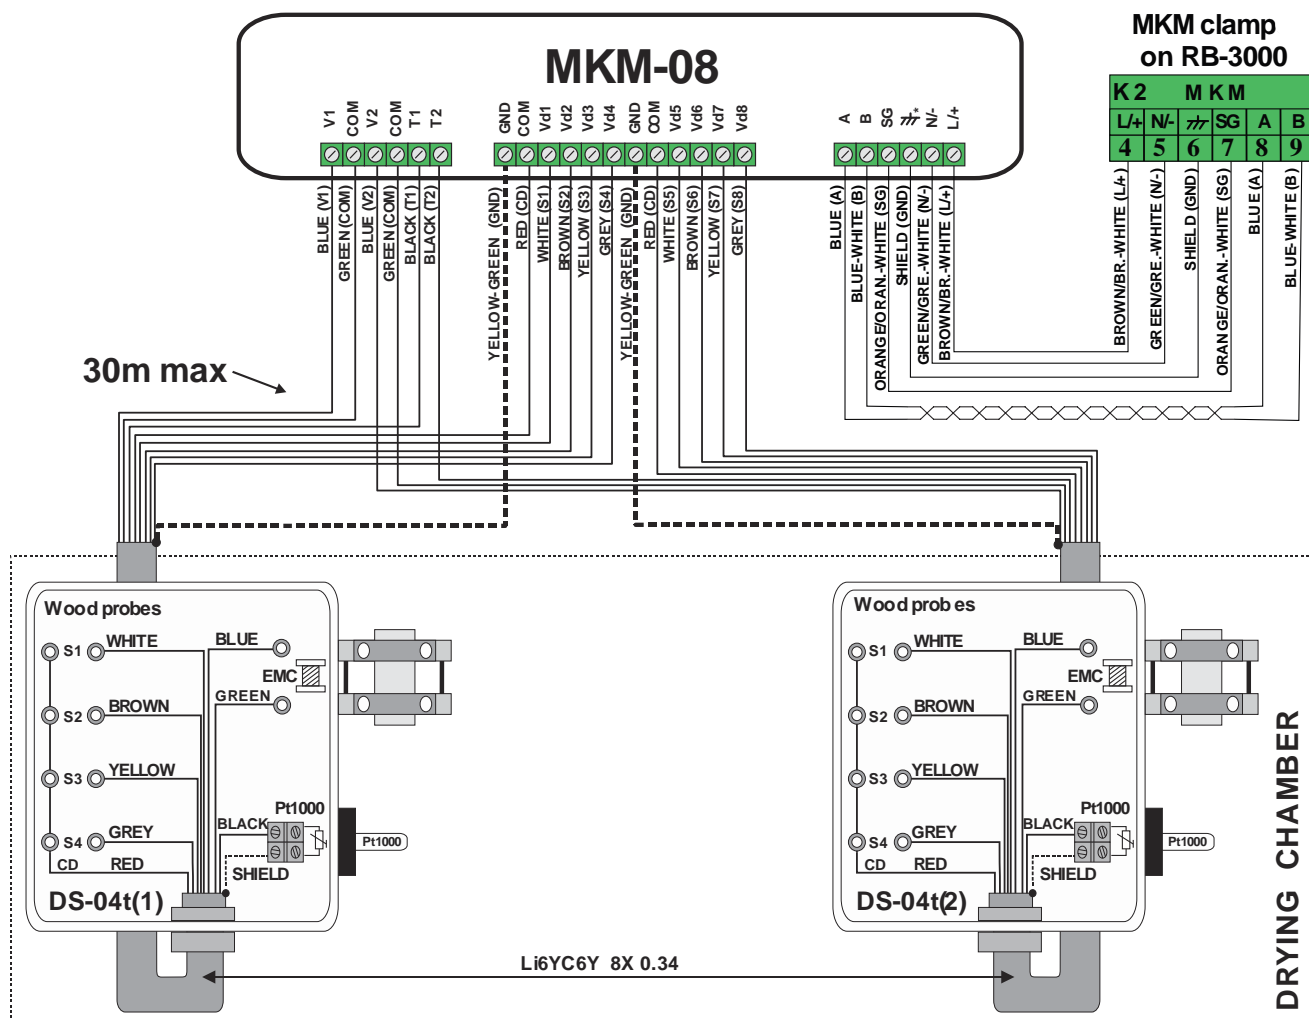 MKM-08
MKM clamp
on RB-3000
K2 MKM
L/+ N/- SG A B
4 5 6 7 8 9
V1 COM V2 COM T1 T2
GND COM Vd1 Vd2 Vd3 Vd4 GND COM Vd5 Vd6 Vd7 Vd8
A B SG * N/- L/+
BLUE (V1)
GREEN(COM)
BLUE (V2)
GREEN(COM)
BLACK(T1)
BLACK (T2)
YELLOW-GREEN (GND)
RED (CD)
WHITE (S1)
BROWN(S2)
YELLOW (S3)
GREY (S4)
YELLOW-GREEN (GND)
RED (CD)
WHITE (S5)
BROWN (S6)
YELLOW (S7)
GREY (S8)
BLUE (A)
BLUE-WHITE (B)
ORANGE/ORAN.-WHITE (SG)
SHIELD (GND)
GREEN/GRE.-WHITE (N/-)
BROWN/BR.-WHITE (L/+)
BROWN/BR.-WHITE (L/+)
GREEN/GRE.-WHITE (N/-)
SHIELD (GND)
ORANGE/ORAN.-WHITE (SG)
BLUE (A)
BLUE-WHITE (B)
30m max
Wood probes
S1 WHITE BLUE
EMC
GREEN
S2 BROWN
S3 YELLOW
Pt1000
S4 GREY BLACK
Pt1000
CD RED SHIELD
DS-04t(1)
Wood probes
S1 WHITE BLUE
EMC
GREEN
S2 BROWN
S3 YELLOW
Pt1000
S4 GREY BLACK
Pt1000
CD RED SHIELD
DS-04t(2)
Li6YC6Y 8X 0.34
DRYING CHAMBER